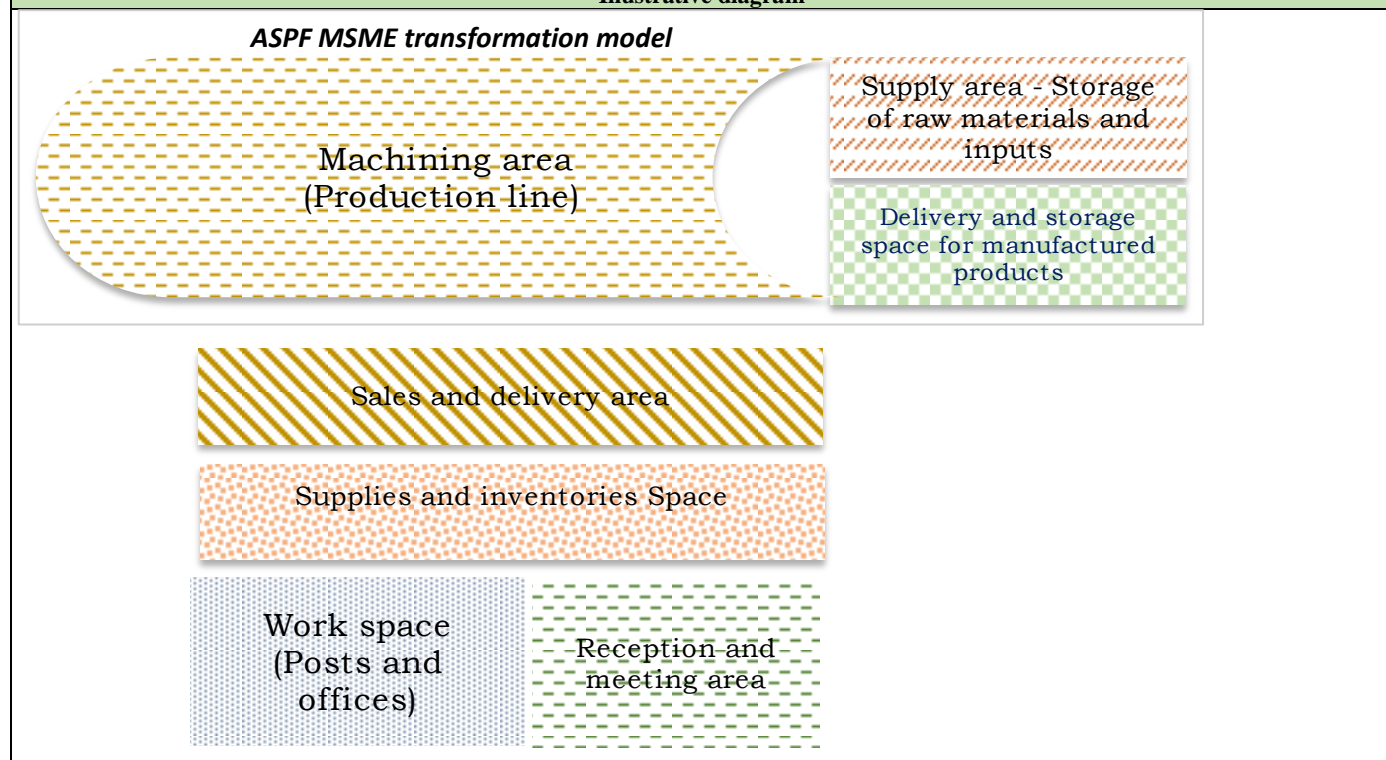 Illustrative diagram
ASPF MSME transformation model
Machining area
(Production line)
Supply area - Storage
of raw materials and
inputs
Delivery and storage
space for manufactured
products
Sales and delivery area
Supplies and inventories Space
Work space
(Posts and
offices)
Reception and
meeting area